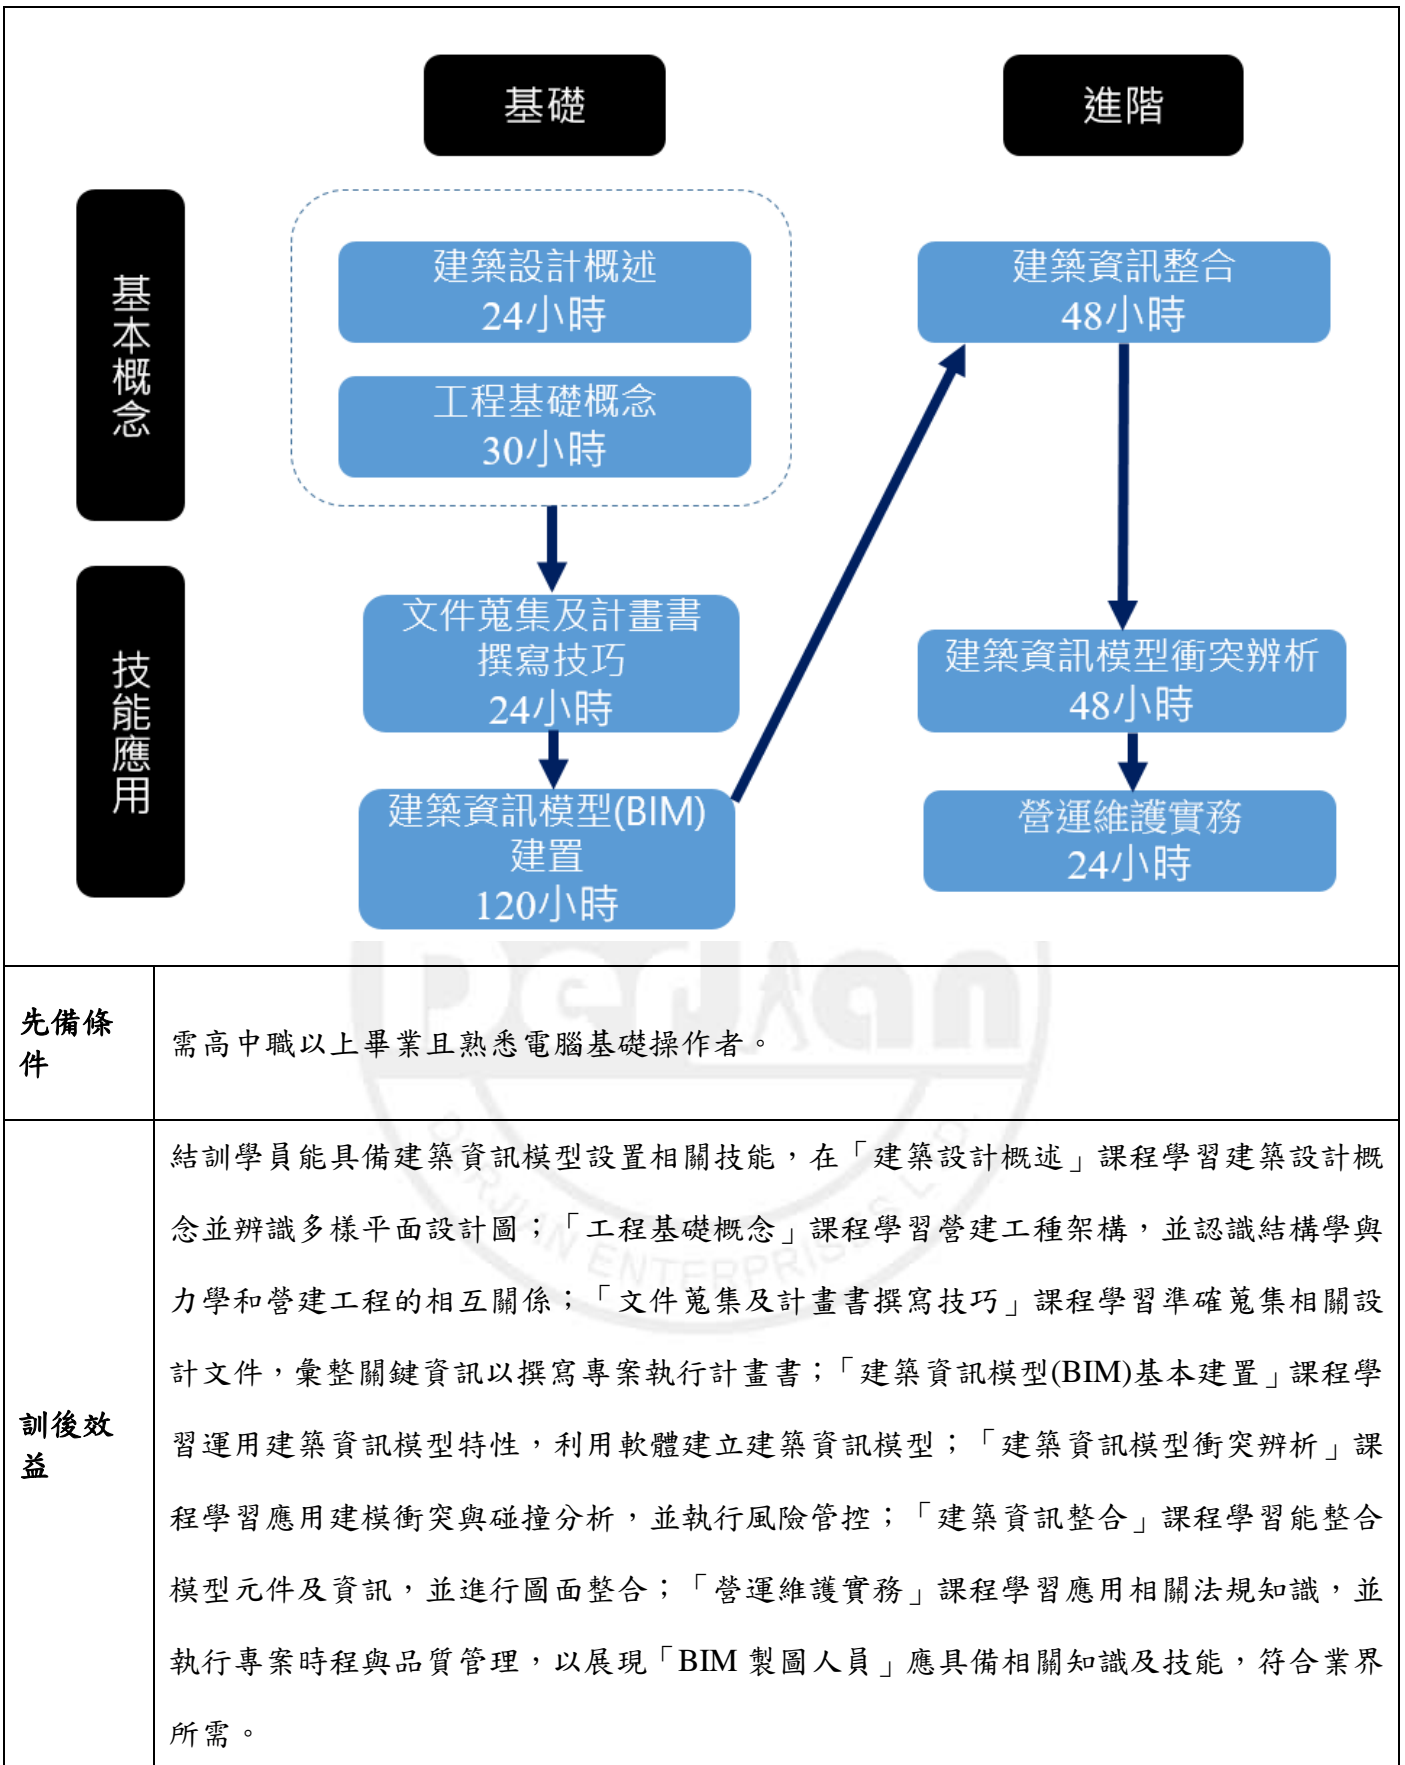 基礎
進階
基本概念
建築設計概述
24小時
工程基礎概念
30小時
建築資訊整合
48小時
技能應用
文件蒐集及計畫書
撰寫技巧
24小時
建築資訊模型(BIM)
建置
120小時
建築資訊模型衝突辨析
48小時
營運維護實務
24小時
PerJian
PERJIAN ENTERPRISES LTD.
先備條
件
需高中職以上畢業且熟悉電腦基礎操作者。
訓後效
益
結訓學員能具備建築資訊模型設置相關技能，在「建築設計概述」課程學習建築設計概
念並辨識多樣平面設計圖；「工程基礎概念」課程學習營建工種架構，並認識結構學與
力學和營建工程的相互關係；「文件蒐集及計畫書撰寫技巧」課程學習準確蒐集相關設
計文件，彙整關鍵資訊以撰寫專案執行計畫書；「建築資訊模型(BIM)基本建置」課程學
習運用建築資訊模型特性，利用軟體建立建築資訊模型；「建築資訊模型衝突辨析」課
程學習應用建模衝突與碰撞分析，並執行風險管控；「建築資訊整合」課程學習能整合
模型元件及資訊，並進行圖面整合；「營運維護實務」課程學習應用相關法規知識，並
執行專案時程與品質管理，以展現「BIM 製圖人員」應具備相關知識及技能，符合業界
所需。